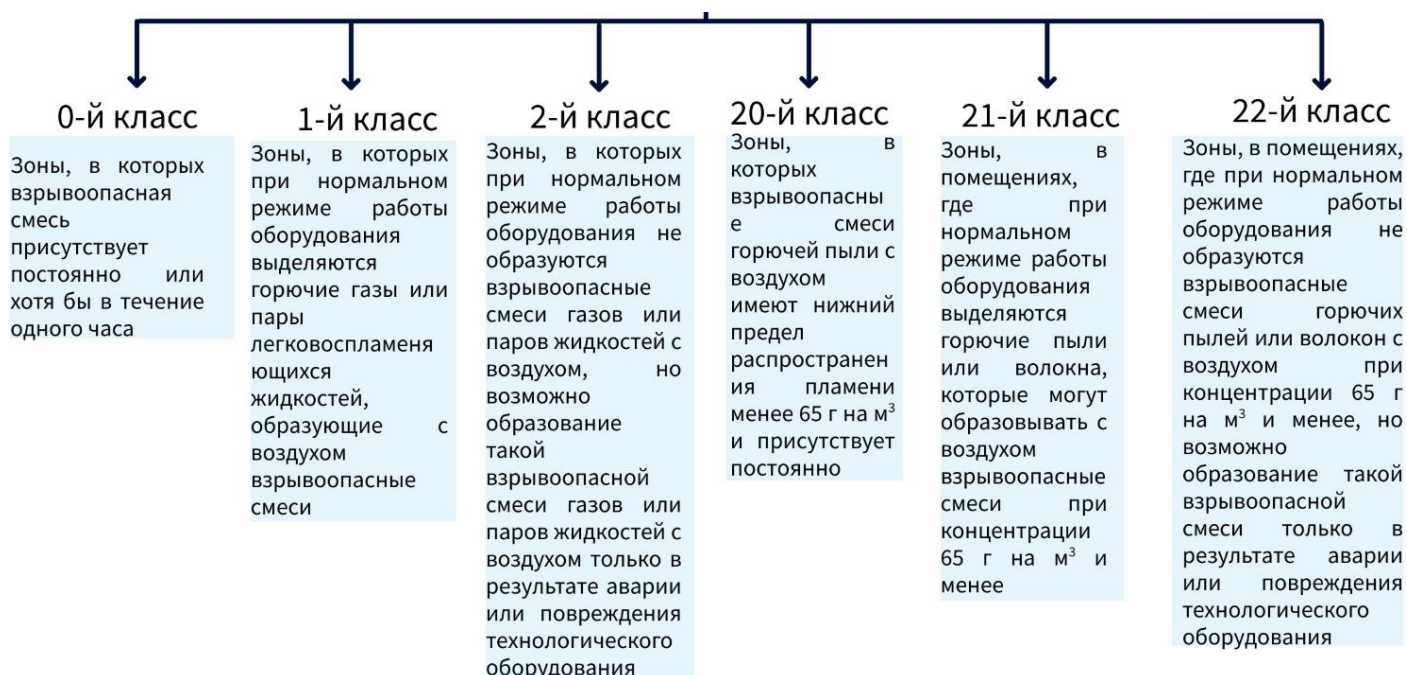 0-й класс
Зоны, в которых
взрывоопасная
смесь
присутствует
постоянно или
хотя бы в течение
одного часа
1-й класс
Зоны, в которых
при нормальном
режиме работы
оборудования
выделяются
горючие газы или
пары
легковоспламеня
ющихся
жидкостей,
образующие с
воздухом
взрывоопасные
смеси
2-й класс
Зоны, в которых
при нормальном
режиме работы
оборудования не
образуются
взрывоопасные
смеси газов или
паров жидкостей с
воздухом, но
возможно
образование
такой
взрывоопасной
смеси газов или
паров жидкостей с
воздухом только в
результате аварии
или повреждения
технологического
оборудования
20-й класс
Зоны, в
которых
взрывоопасны
е смеси
горючей пыли с
воздухом
имеют нижний
предел
распространен
ия пламени
менее 65 г на м³
и присутствует
постоянно
21-й класс
Зоны, в
помещениях,
где при
нормальном
режиме работы
оборудования
выделяются
горючие пыли
или волокна,
которые могут
образовывать с
воздухом
взрывоопасные
смеси при
концентрации
65 г на м³ и
менее
22-й класс
Зоны, в помещениях,
где при нормальном
режиме работы
оборудования не
образуются
взрывоопасные
смеси горючих
пылей или волокон с
воздухом при
концентрации 65 г
на м³ и менее, но
возможно
образование такой
взрывоопасной
смеси только в
результате аварии
или повреждения
технологического
оборудования